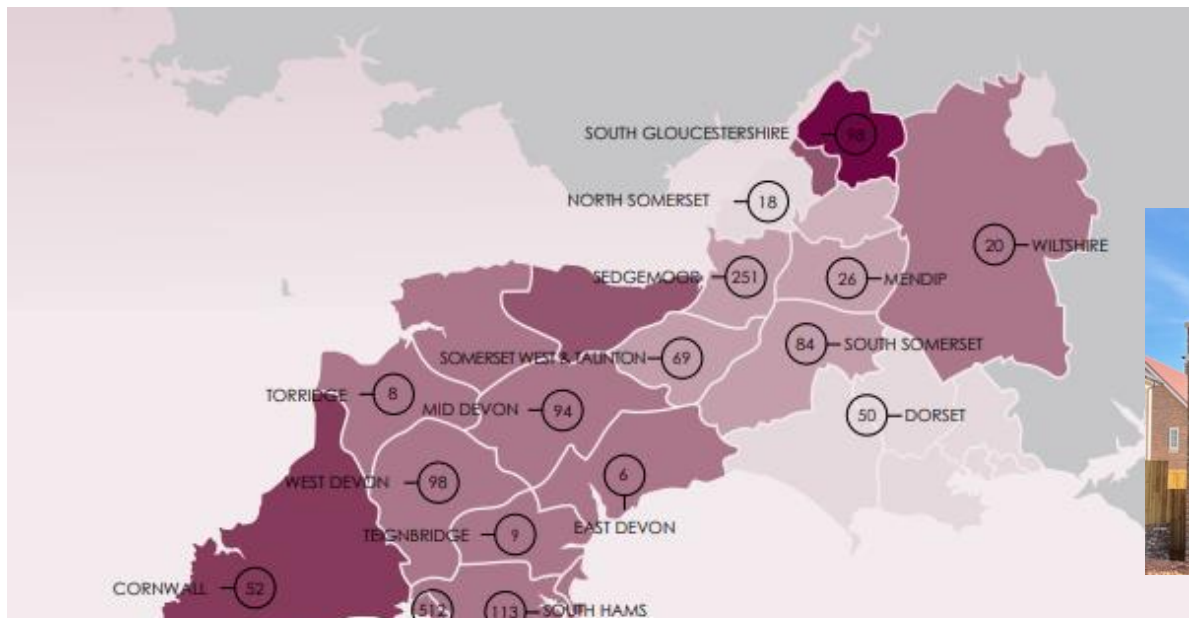 SOUTH GLOUCESTERSHIRE 98
NORTH SOMERSET 18
20 WILTSHIRE
SEDGEMOOR 251
26 MENDIP
SOMERSET WEST & TAUNTON 69
84 SOUTH SOMERSET
TORRIDGE 8
MID DEVON 94
50 DORSET
WEST DEVON 98
6
EAST DEVON
TEIGNBRIDGE 9
CORNWALL 52
512
113 SOUTH HAMS